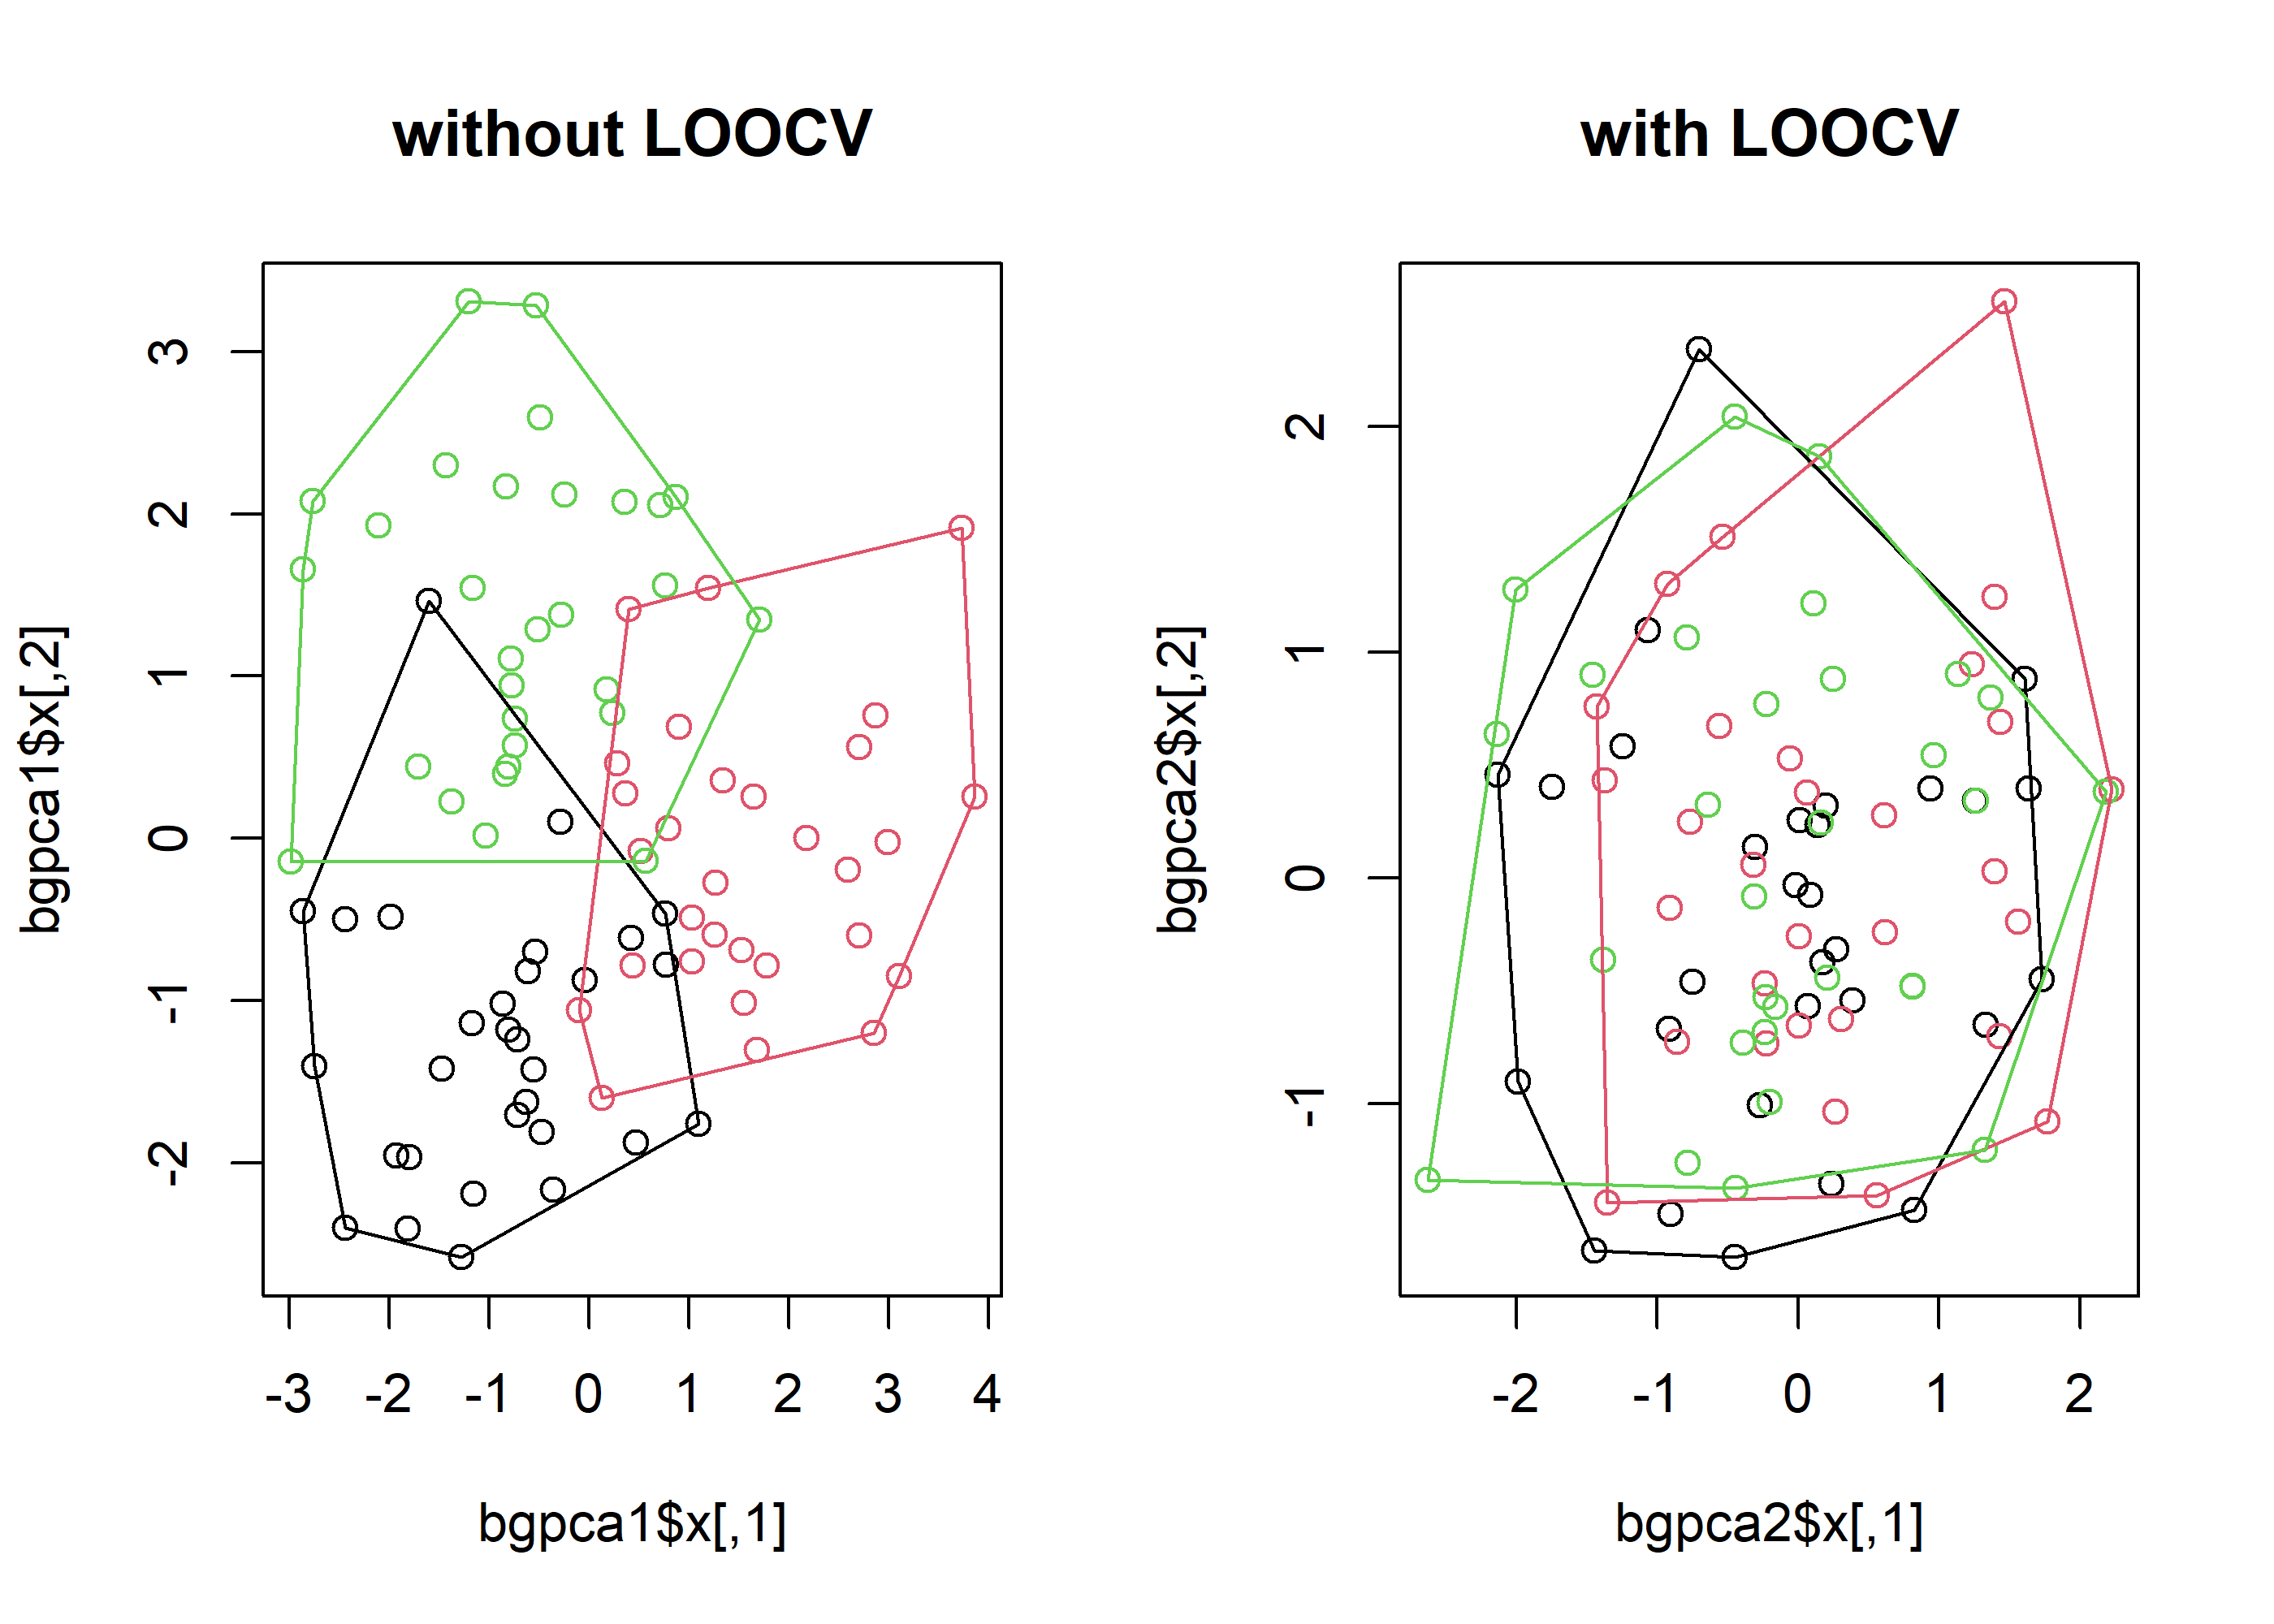 without LOOCV
bgpca1$x[,2]
3
2
1
0
-1
-2
-3 -2 -1 0 1 2 3 4
bgpca1$x[,1]
with LOOCV
bgpca2$x[,2]
2
1
0
-1
-2 -1 0 1 2
bgpca2$x[,1]